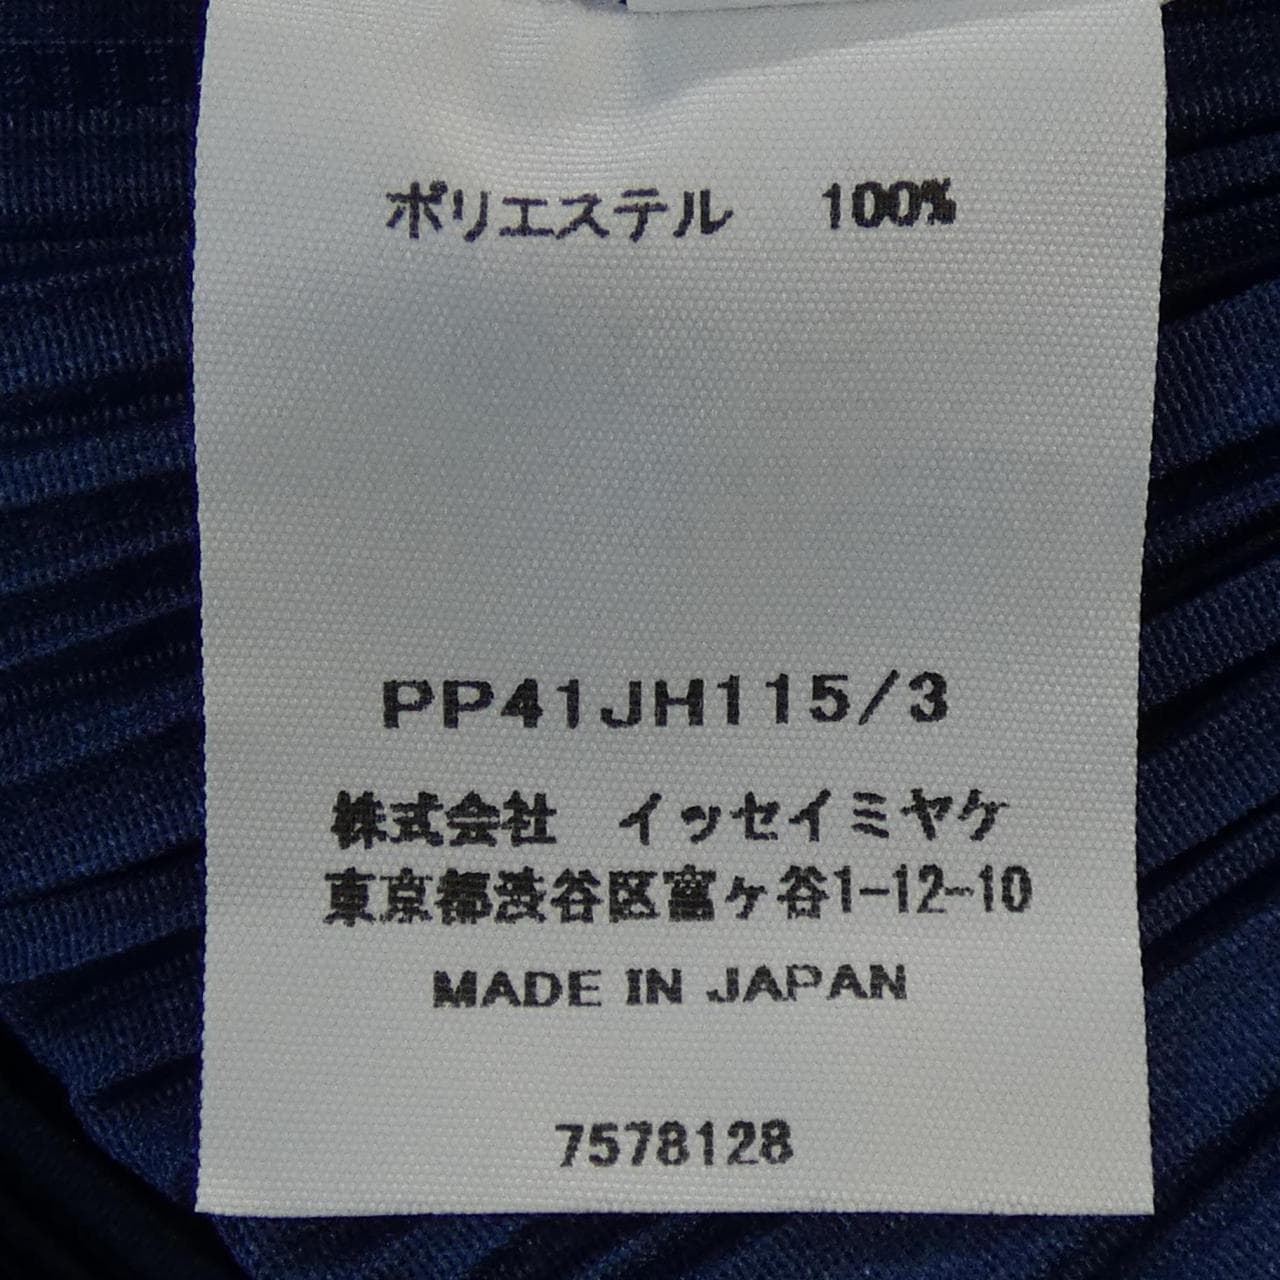 ポリエステル　100%
PP41JH115/3
株式会社　イッセイミヤケ
東京都渋谷区富ヶ谷1-12-10
MADE IN JAPAN
7578128